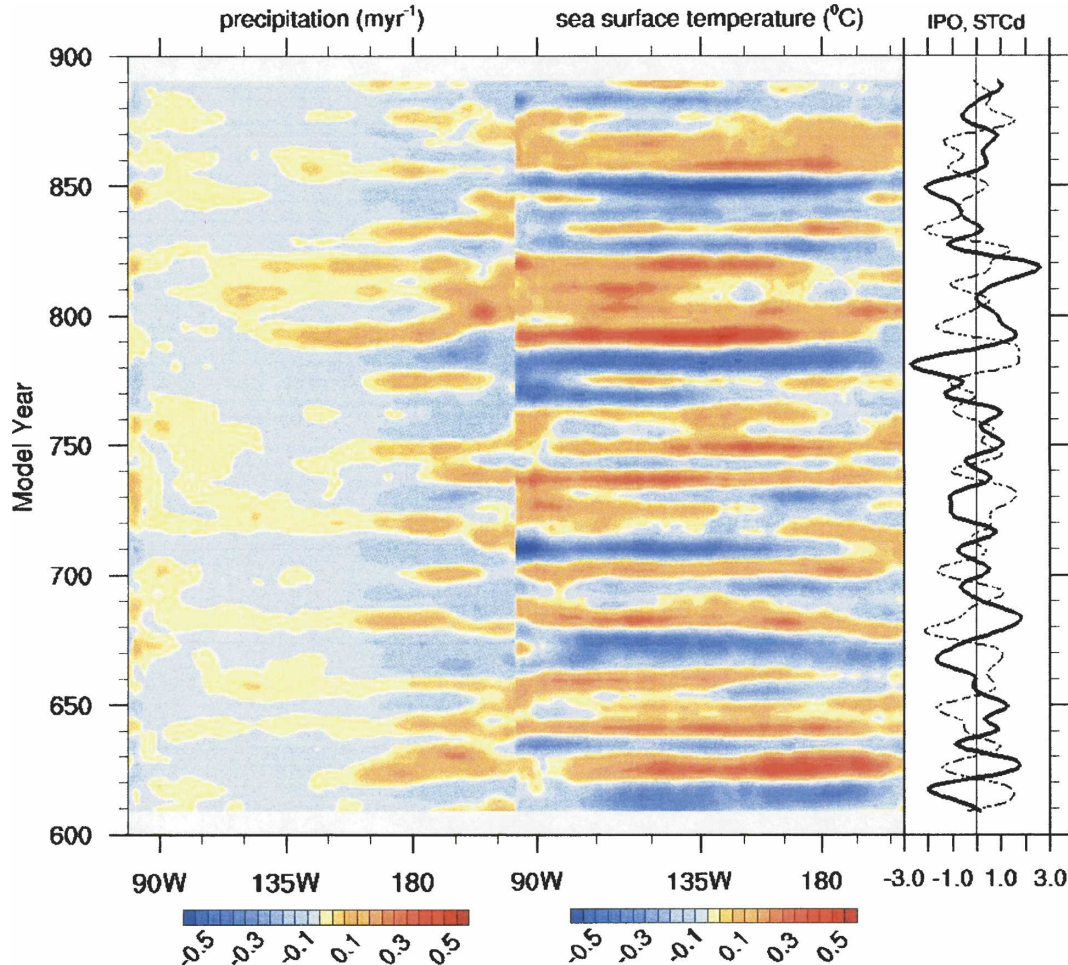 precipitation (myr⁻¹) sea surface temperature (⁰C) IPO, STCd
900
850
800
750
700
650
600
Model Year
90W 135W 180 90W 135W 180 -3.0 -1.0 1.0 3.0
-0.5 -0.3 -0.1 0.1 0.3 0.5 -0.5 -0.3 -0.1 0.1 0.3 0.5